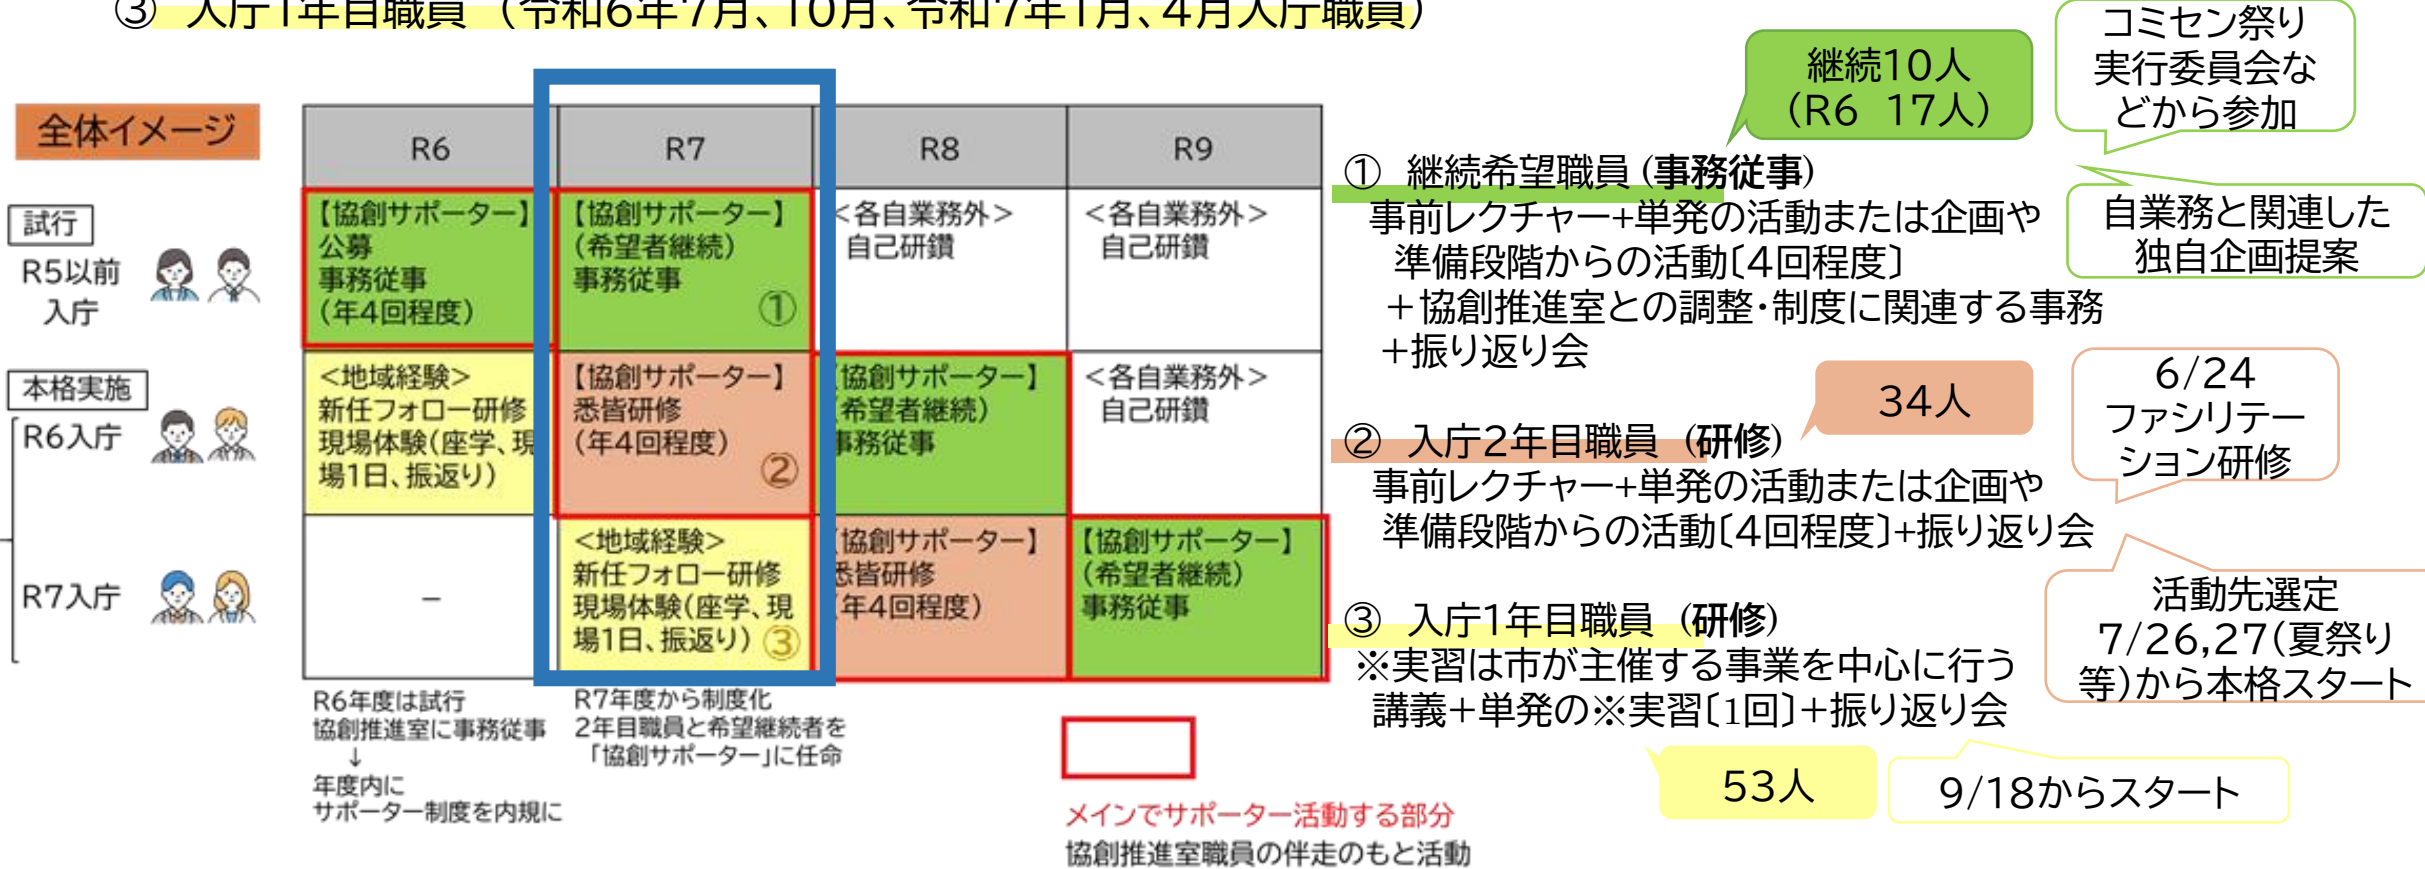 ③ 入庁1年目職員 （令和6年7月、10月、令和7年1月、4月入庁職員）
全体イメージ
R6
R7
R8
R9
試行
R5以前
入庁
【協創サポーター】
公募
事務従事
(年4回程度)
【協創サポーター】
(希望者継続)
事務従事
①
＜各自業務外＞
自己研鑽
＜各自業務外＞
自己研鑽
本格実施
R6入庁
＜地域経験＞
新任フォロー研修
現場体験(座学、現
場1日、振返り)
【協創サポーター】
悉皆研修
(年4回程度)
②
協創サポーター】
希望者継続)
事務従事
＜各自業務外＞
自己研鑽
R7入庁
－
＜地域経験＞
新任フォロー研修
現場体験(座学、現
場1日、振返り)
③
協創サポーター】
悉皆研修
年4回程度)
【協創サポーター】
(希望者継続)
事務従事
R6年度は試行
協創推進室に事務従事
↓
年度内に
サポーター制度を内規に
R7年度から制度化
2年目職員と希望継続者を
「協創サポーター」に任命
メインでサポーター活動する部分
協創推進室職員の伴走のもと活動
継続10人
（R6 17人）
コミセン祭り
実行委員会な
どから参加
① 継続希望職員（事務従事）
事前レクチャー+単発の活動または企画や
準備段階からの活動〔4回程度〕
＋協創推進室との調整・制度に関連する事務
＋振り返り会
自業務と関連した
独自企画提案
34人
6/24
ファシリテー
ション研修
② 入庁2年目職員 （研修）
事前レクチャー+単発の活動または企画や
準備段階からの活動〔4回程度〕+振り返り会
活動先選定
7/26,27(夏祭り
等)から本格スタート
③ 入庁1年目職員 （研修）
※実習は市が主催する事業を中心に行う
講義＋単発の※実習〔1回〕＋振り返り会
53人
9/18からスタート